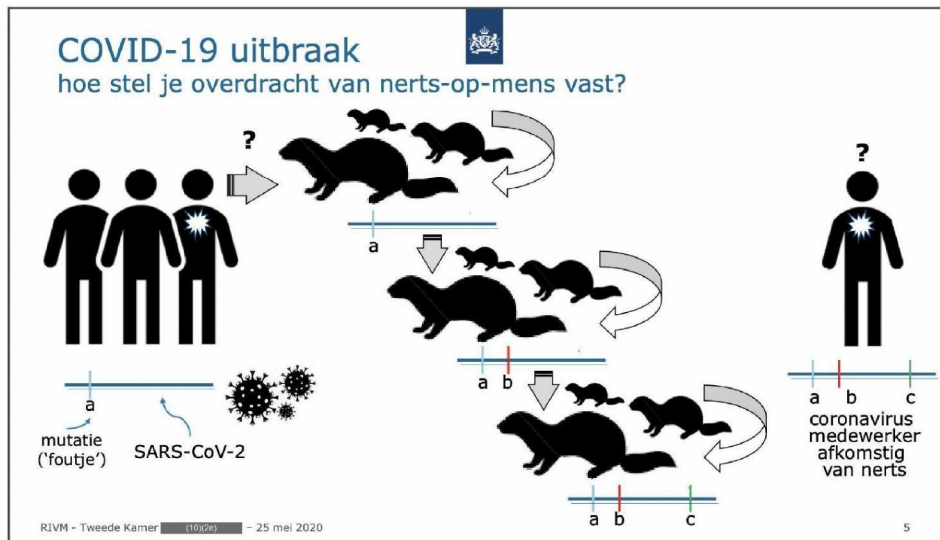 COVID-19 uitbraak
hoe stel je overdracht van nerts-op-mens vast?
?
a
a b
a b c
a
mutatie
('foutje')
SARS-CoV-2
?
a b c
coronavirus
medewerker
afkomstig
van nerts
RIVM - Tweede Kamer (10)(2e) – 25 mei 2020
5